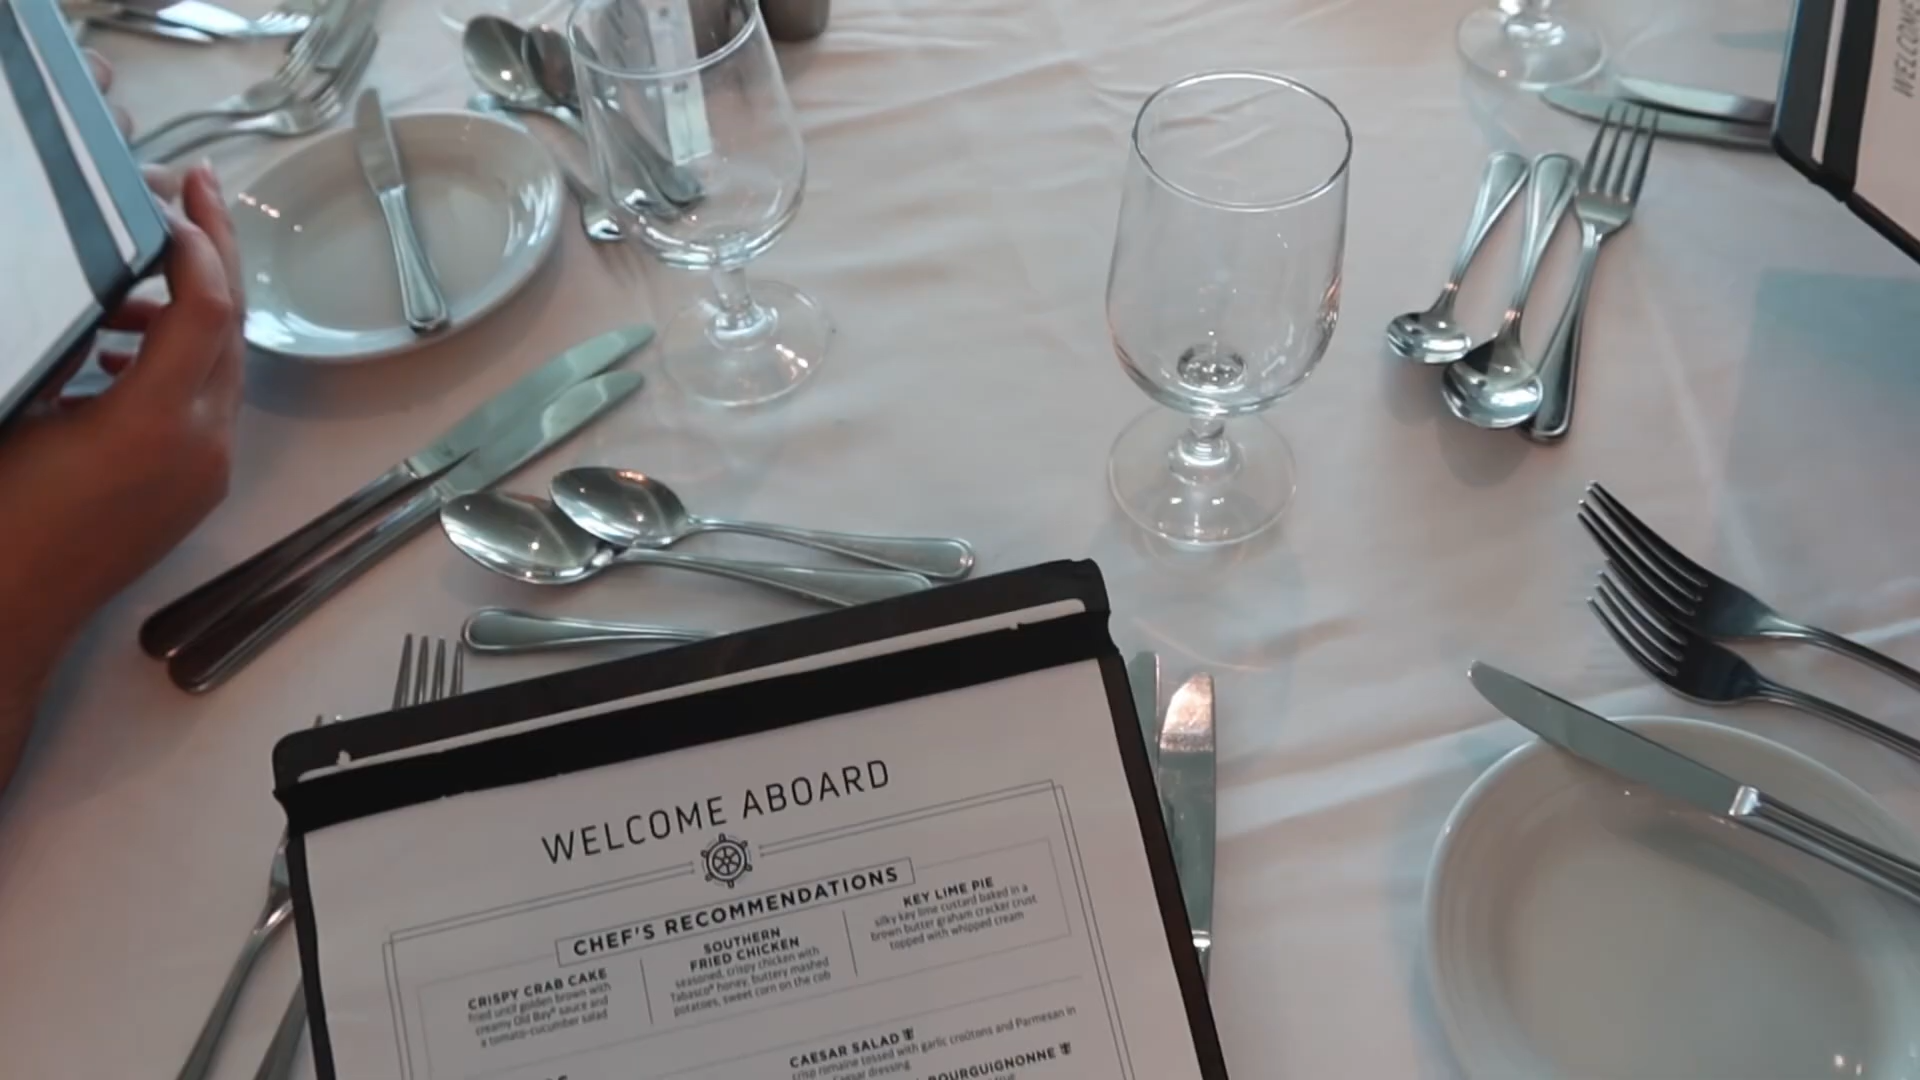 WELCOME ABOARD
CHEF'S RECOMMENDATIONS
CRISPY CRAB CAKE
fried until golden brown with
creamy Old Bay® sauce and
a tomato-cucumber salad
SOUTHERN
FRIED CHICKEN
seasoned, crispy chicken with
Tabasco® honey, buttery mashed
potatoes, sweet corn on the cob
KEY LIME PIE
silky key lime custard baked in a
brown butter graham cracker crust
topped with whipped cream
CAESAR SALAD
crisp romaine tossed with garlic croûtons and Parmesan in
Caesar dressing
BOURGUIGNONNE
WELCOME